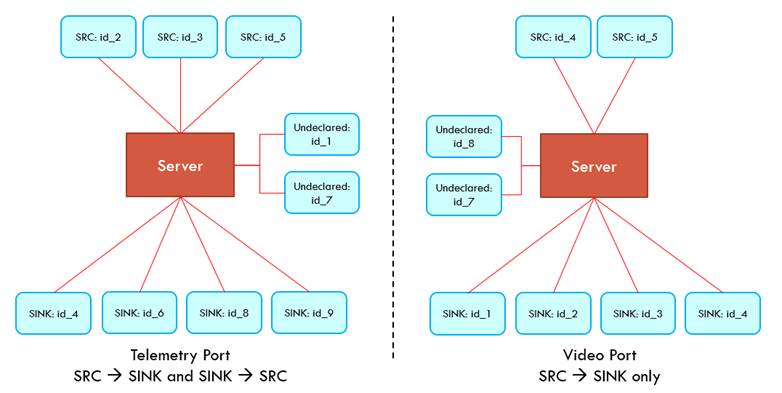 SRC: id_2
SRC: id_3
SRC: id_5
Undeclared:
id_1
Server
Undeclared:
id_7
SINK: id_4
SINK: id_6
SINK: id_8
SINK: id_9
Telemetry Port
SRC → SINK and SINK → SRC
SRC: id_4
SRC: id_5
Undeclared:
id_8
Server
Undeclared:
id_7
SINK: id_1
SINK: id_2
SINK: id_3
SINK: id_4
Video Port
SRC → SINK only